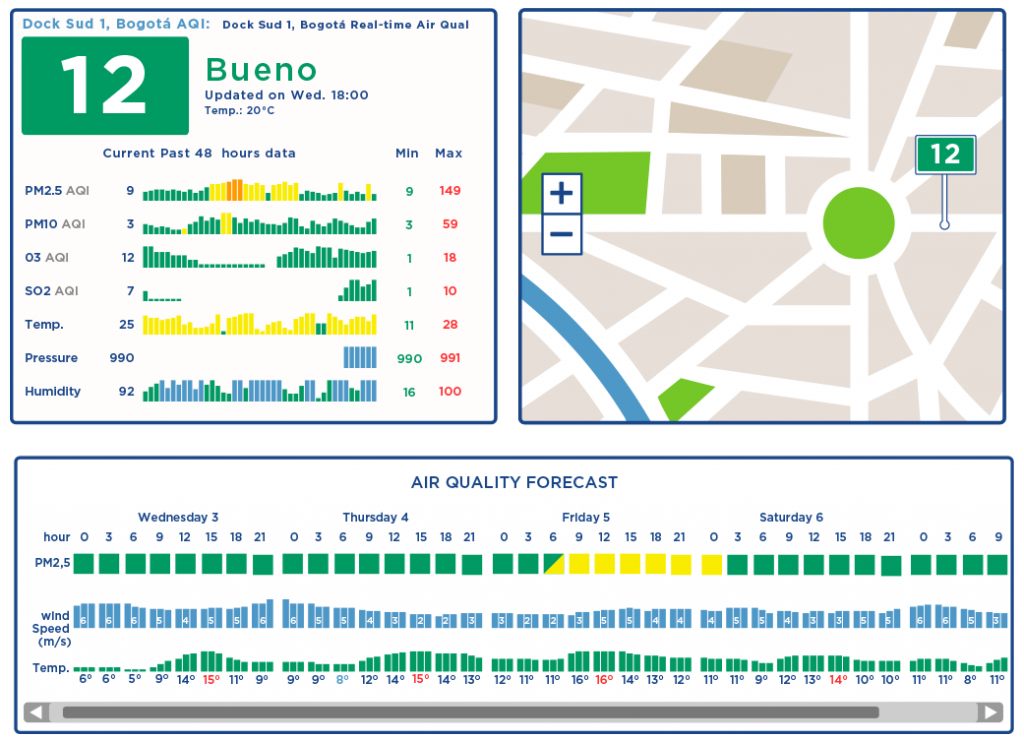 Dock Sud 1, Bogotá AQI: Dock Sud 1, Bogotá Real-time Air Qual
12
Bueno
Updated on Wed. 18:00
Temp.: 20°C
Current Past 48 hours data Min Max
PM2.5 AQI 9 9 149
PM10 AQI 3 3 59
O3 AQI 12 1 18
SO2 AQI 7 1 10
Temp. 25 11 28
Pressure 990 990 991
Humidity 92 16 100
12
+
−
AIR QUALITY FORECAST
Wednesday 3 Thursday 4 Friday 5 Saturday 6
hour 0 3 6 9 12 15 18 21 0 3 6 9 12 15 18 21 0 3 6 9 12 15 18 21 0 3 6 9 12 15 18 21 0 3 6 9
PM2,5
wind
Speed
(m/s)
6 6 6 5 4 5 5 6 6 5 5 4 3 2 2 3 3 2 2 3 5 5 4 4 4 5 5 4 3 5 5 5 6 6 5 3
Temp.
6° 6° 5° 9° 14° 15° 11° 9° 9° 9° 8° 12° 14° 15° 14° 13° 12° 11° 11° 16° 16° 14° 13° 12° 11° 11° 9° 12° 13° 14° 10° 10° 11° 11° 8° 11°